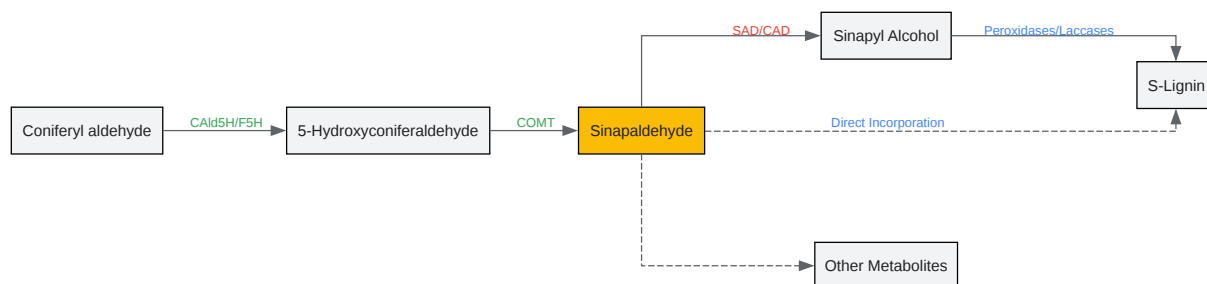 SAD/CAD
Sinapyl Alcohol
Peroxidases/Laccases
S-Lignin
Coniferyl aldehyde
CAld5H/F5H
5-Hydroxyconiferaldehyde
COMT
Sinapaldehyde
Direct Incorporation
Other Metabolites